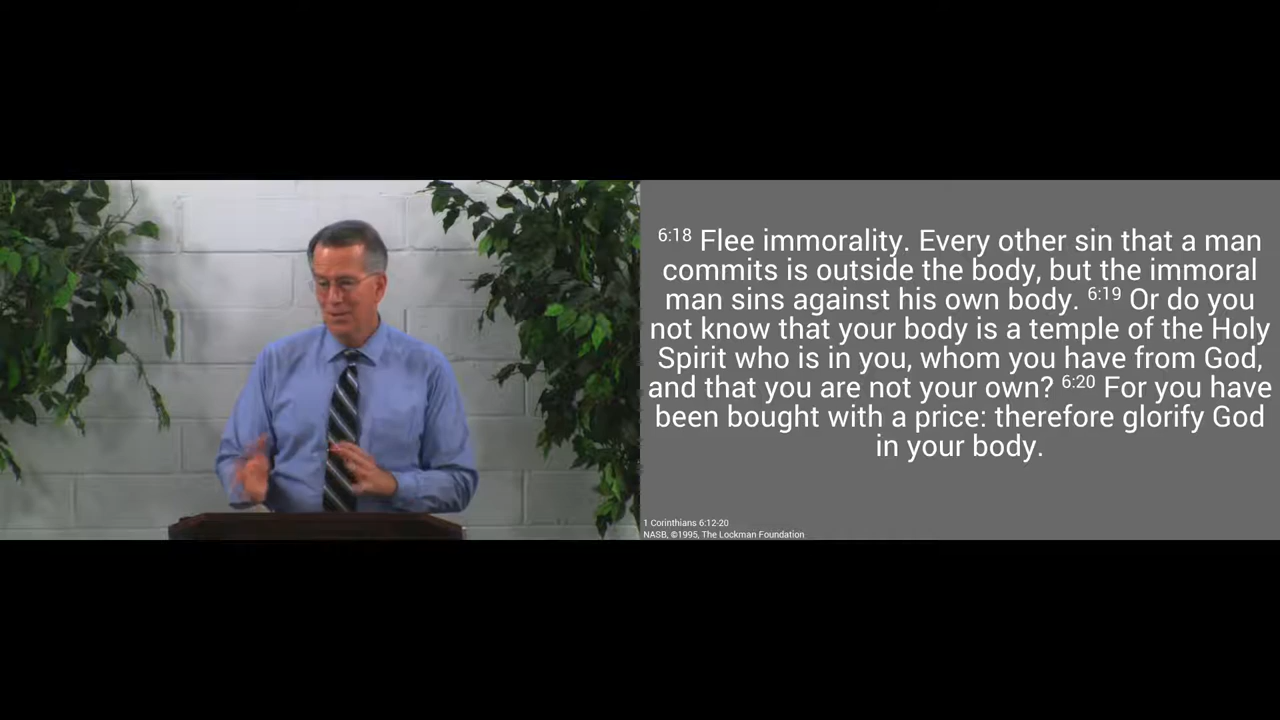 6:18 Flee immorality. Every other sin that a man
commits is outside the body, but the immoral
man sins against his own body. 6:19 Or do you
not know that your body is a temple of the Holy
Spirit who is in you, whom you have from God,
and that you are not your own? 6:20 For you have
been bought with a price: therefore glorify God
in your body.
1 Corinthians 6:12-20
NASB, ©1995, The Lockman Foundation